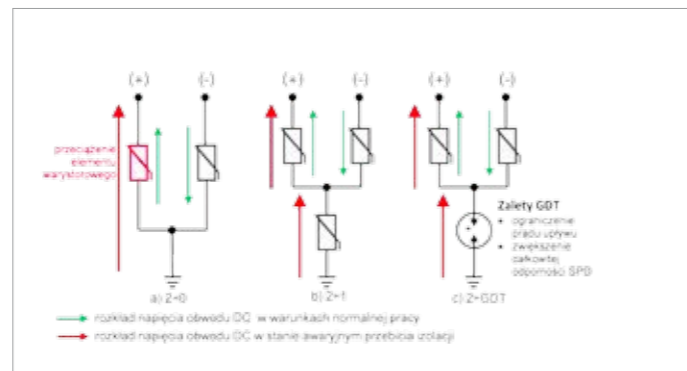 (+) (-) (+) (-) (+) (-)
przeciążenie
elementu
warystorowego
Zalety GDT
• ograniczenie
prądu upływu
• zwiększenie
całkowitej
odporności SPD
a) 2+0
b) 2+1
c) 2+GDT
rozkład napięcia obwodu DC w warunkach normalnej pracy
rozkład napięcia obwodu DC w stanie awaryjnym przebicia izolacji